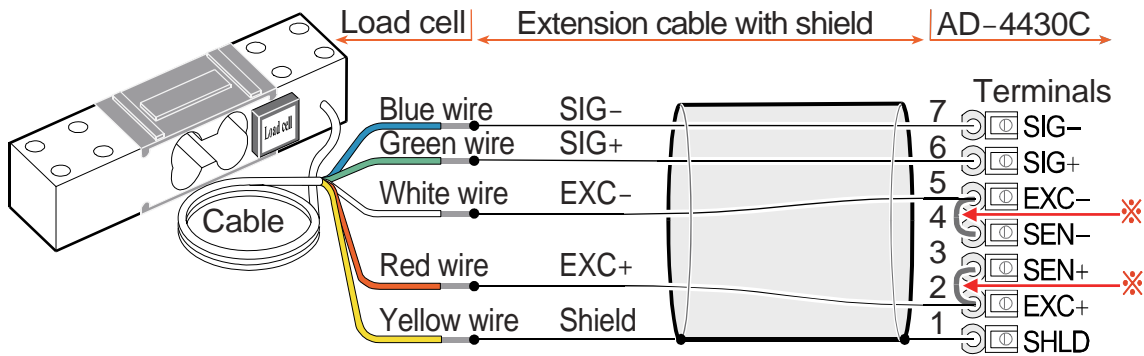 Load cell
Extension cable with shield
AD-4430C
Terminals
Load cell
Cable
Blue wire SIG- 7 SIG-
Green wire SIG+ 6 SIG+
White wire EXC- 5 EXC-
※
4 SEN-
3 SEN+
※
Red wire EXC+ 2 EXC+
Yellow wire Shield 1 SHLD